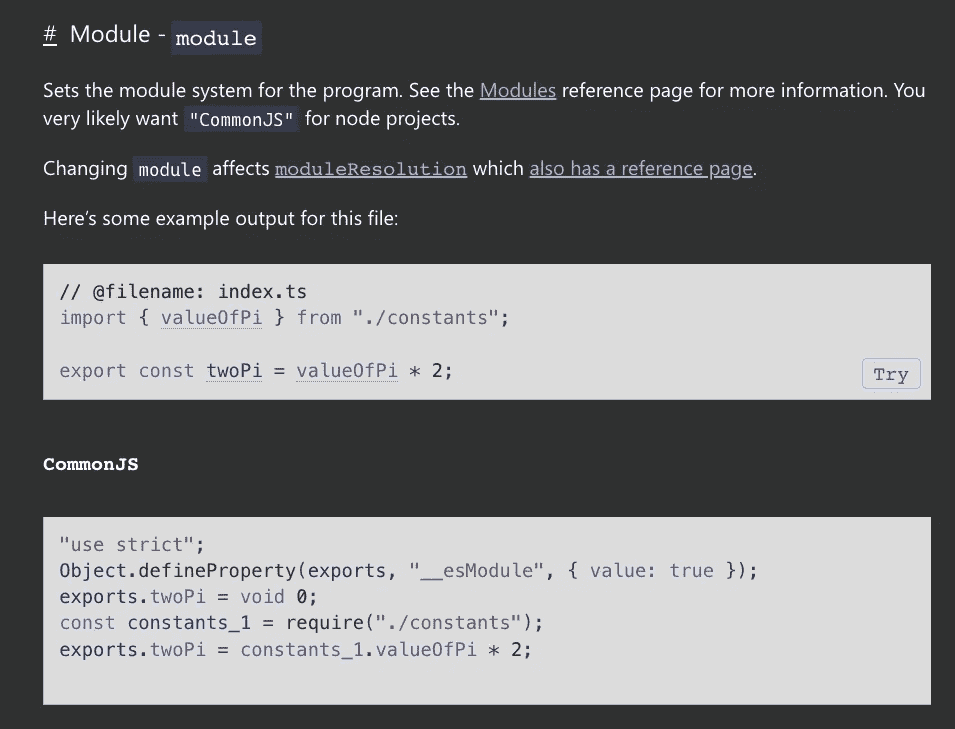 # Module - module
Sets the module system for the program. See the Modules reference page for more information. You
very likely want "CommonJS" for node projects.
Changing module affects moduleResolution which also has a reference page.
Here's some example output for this file:
// @filename: index.ts
import { valueOfPi } from "./constants";
export const twoPi = valueOfPi * 2;
Try
CommonJS
"use strict";
Object.defineProperty(exports, "__esModule", { value: true });
exports.twoPi = void 0;
const constants_1 = require("./constants");
exports.twoPi = constants_1.valueOfPi * 2;